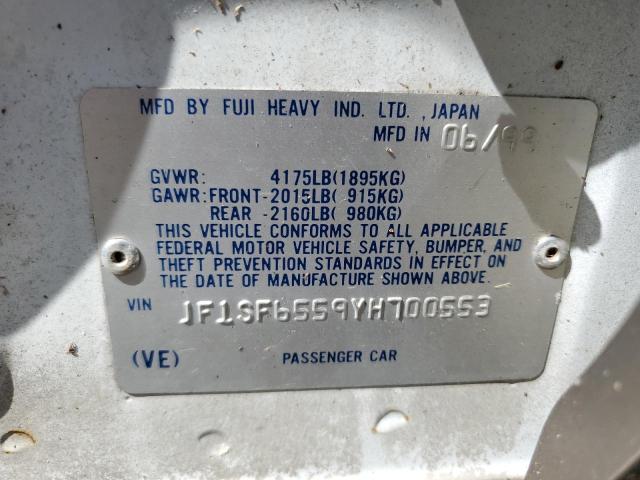 MFD BY FUJI HEAVY IND. LTD., JAPAN
MFD IN 06/99
GVWR: 4175LB(1895KG)
GAWR:FRONT-2015LB( 915KG)
REAR -2160LB( 980KG)
THIS VEHICLE CONFORMS TO ALL APPLICABLE
FEDERAL MOTOR VEHICLE SAFETY, BUMPER, AND
THEFT PREVENTION STANDARDS IN EFFECT ON
THE DATE OF MANUFACTURE SHOWN ABOVE.
VIN JF1SF6559YH700553
(VE) PASSENGER CAR